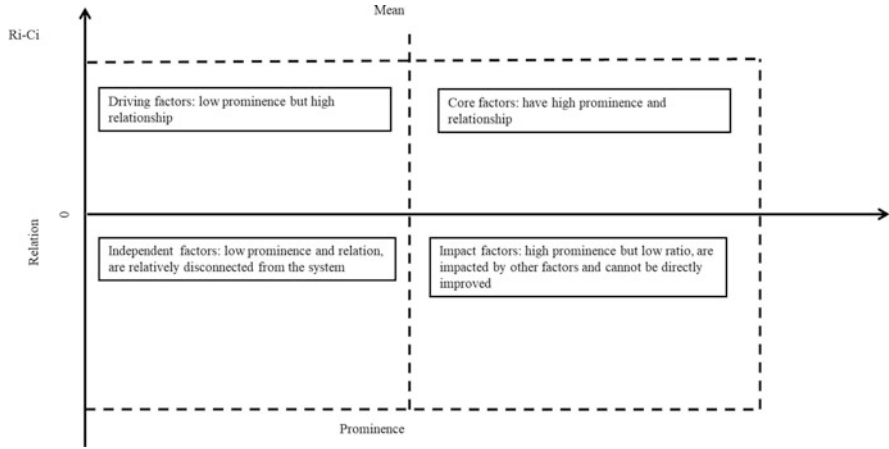 Mean
Ri-Ci
Driving factors: low prominence but high
relationship
Core factors: have high prominence and
relationship
0
Relation
Independent factors: low prominence and relation,
are relatively disconnected from the system
Impact factors: high prominence but low ratio, are
impacted by other factors and cannot be directly
improved
Prominence